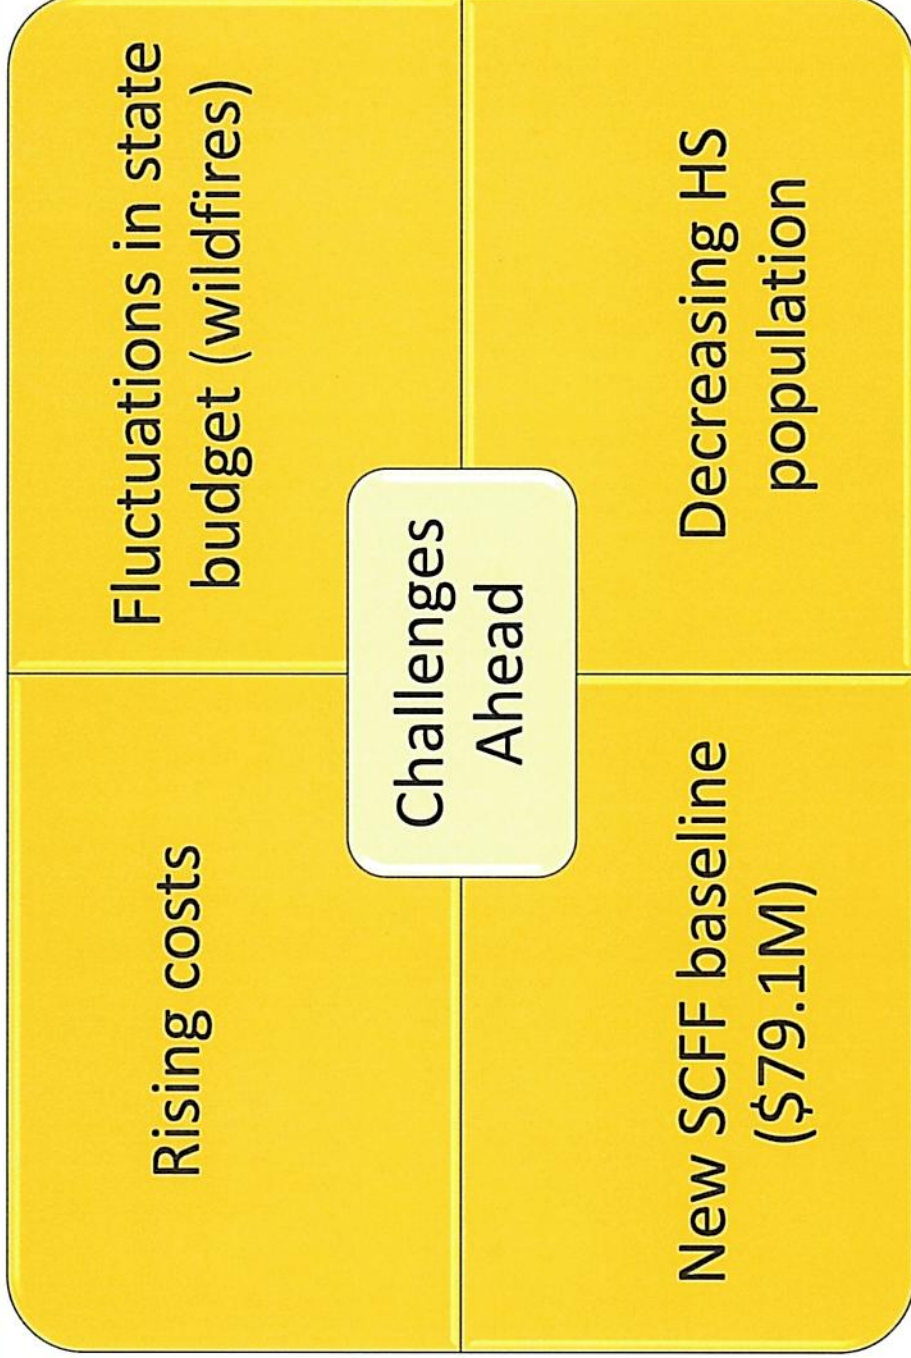 Rising costs
Fluctuations in state
budget (wildfires)
Challenges
Ahead
New SCFF baseline
($79.1M)
Decreasing HS
population